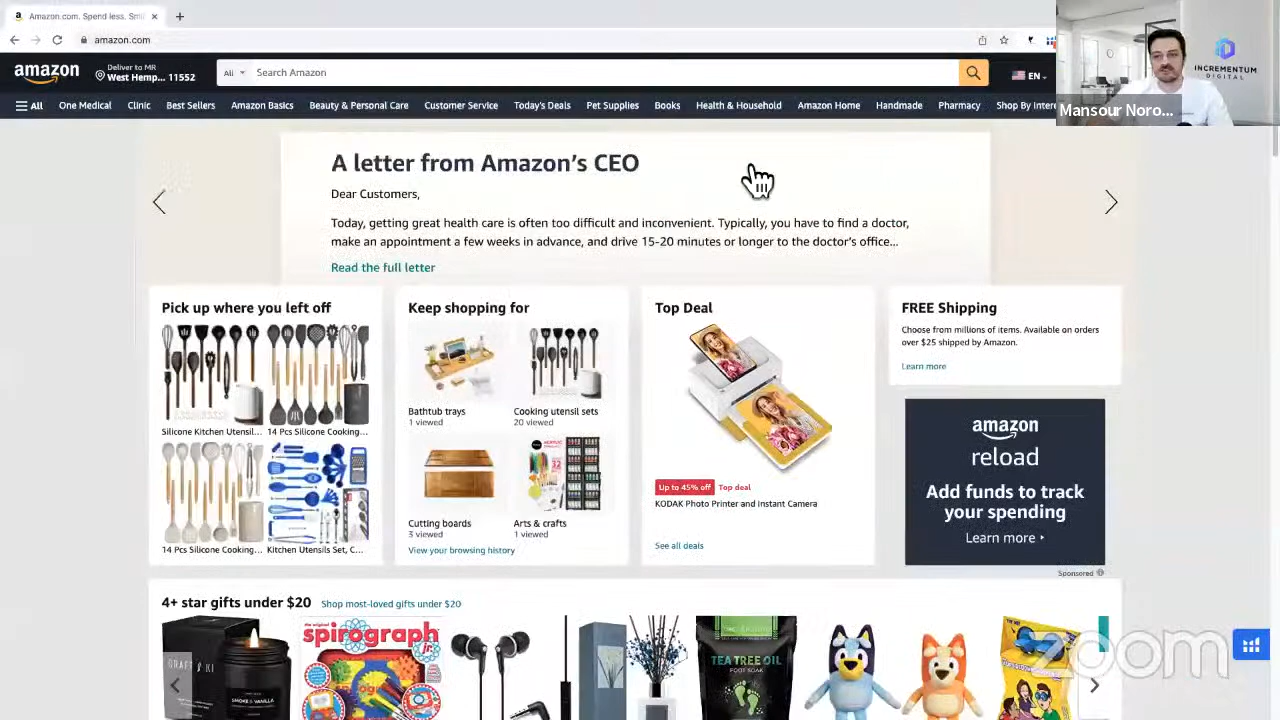 Amazon.com. Spend less. Smi
amazon.com
amazon
Deliver to MR
West Hemp... 11552
All
Search Amazon
EN
INCREMENTUM
DIGITAL
Mansour Noro...
All
One Medical
Clinic
Best Sellers
Amazon Basics
Beauty & Personal Care
Customer Service
Today's Deals
Pet Supplies
Books
Health & Household
Amazon Home
Handmade
Pharmacy
Shop By Intere
A letter from Amazon's CEO
Dear Customers,
Today, getting great health care is often too difficult and inconvenient. Typically, you have to find a doctor,
make an appointment a few weeks in advance, and drive 15-20 minutes or longer to the doctor's office...
Read the full letter
Pick up where you left off
Silicone Kitchen Utensil...
14 Pcs Silicone Cooking...
14 Pcs Silicone Cooking...
Kitchen Utensils Set, C...
Keep shopping for
Bathtub trays
1 viewed
Cooking utensil sets
20 viewed
Cutting boards
3 viewed
Arts & crafts
1 viewed
View your browsing history
Top Deal
Up to 45% off
Top deal
KODAK Photo Printer and Instant Camera
See all deals
FREE Shipping
Choose from millions of items. Available on orders
over $25 shipped by Amazon.
Learn more
amazon
reload
Add funds to track
your spending
Learn more
Sponsored
4+ star gifts under $20
Shop most-loved gifts under $20
SMOKE & VANILLA
spirograph
jr
TEA TREE OIL
FOOT SOAK
zoom